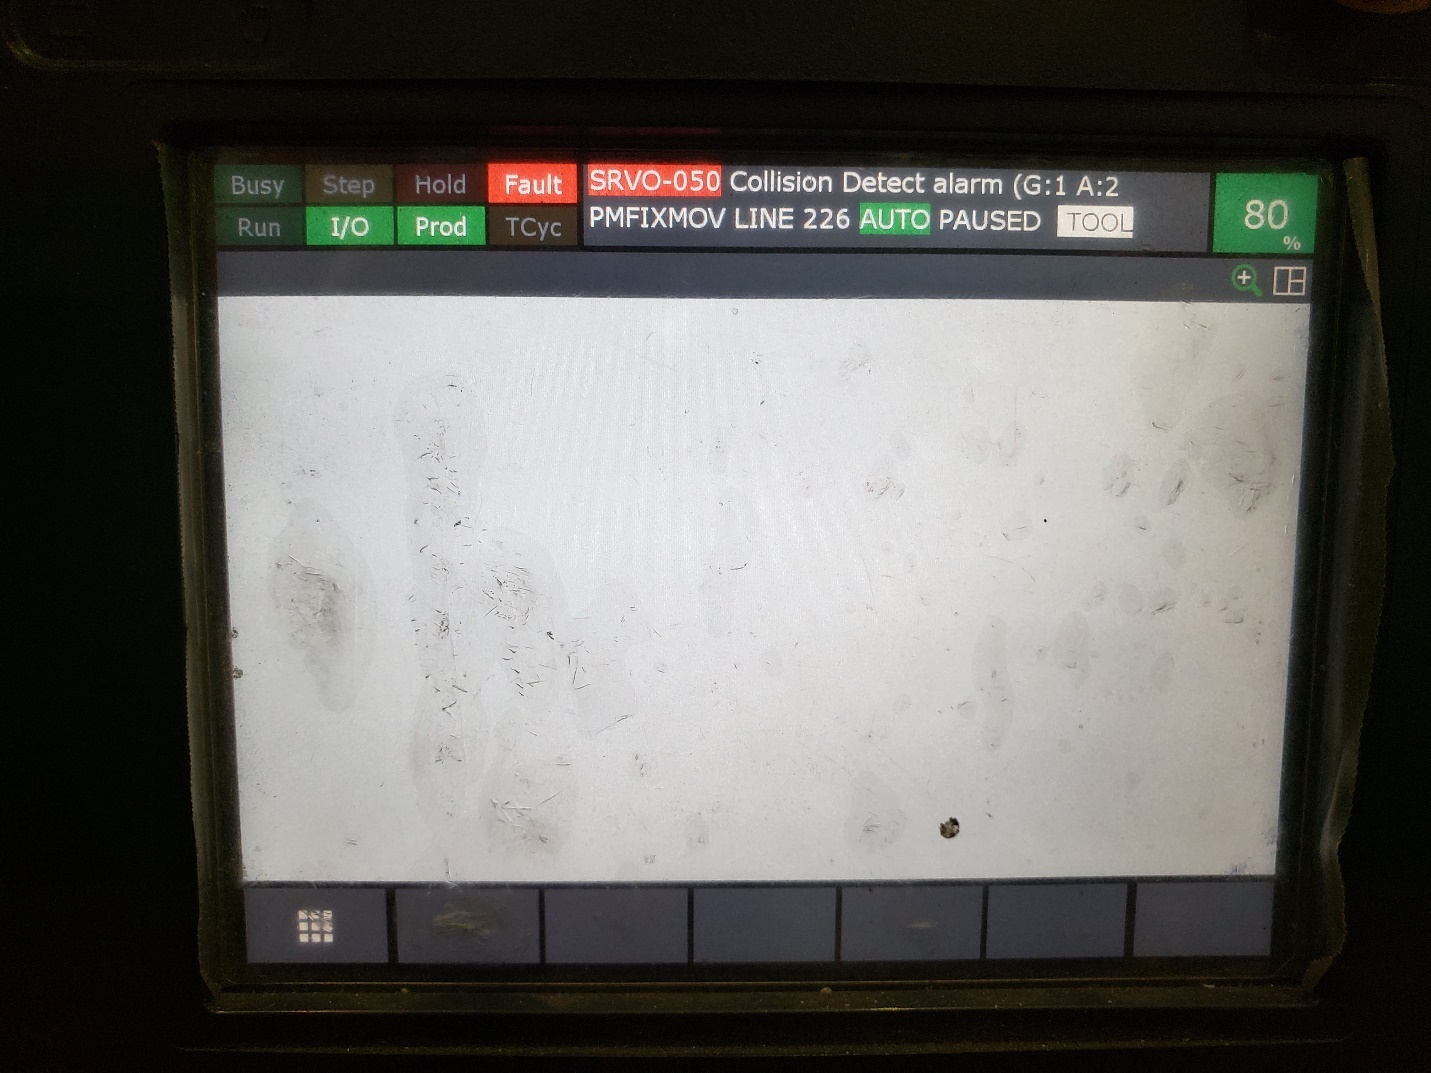 Busy Step Hold Fault SRVO-050 Collision Detect alarm (G:1 A:2
Run I/O Prod TCyc PMFIXMOV LINE 226 AUTO PAUSED TOOL
80 %